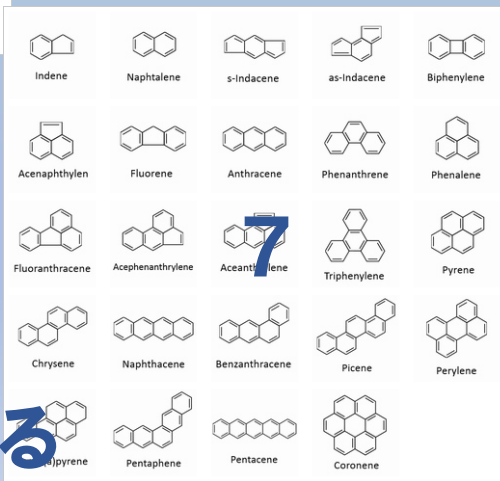 Indene
Naphtalene
s-Indacene
as-Indacene
Biphenylene
Acenaphthylen
Fluorene
Anthracene
Phenanthrene
Phenalene
7
Fluoranthracene
Acephenanthrylene
Triphenylene
Pyrene
Chrysene
Naphthacene
Benzanthracene
Picene
Perylene
る
Pentaphene
Pentacene
Coronene